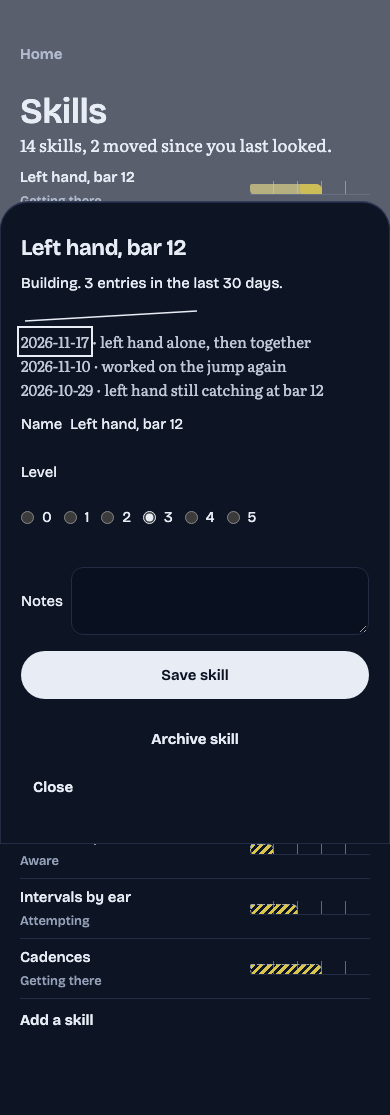 Home
Skills
14 skills, 2 moved since you last looked.
Left hand, bar 12
Getting there
Left hand, bar 12
Building. 3 entries in the last 30 days.
2026-11-17 · left hand alone, then together
2026-11-10 · worked on the jump again
2026-10-29 · left hand still catching at bar 12
Name Left hand, bar 12
Level
0 1 2 3 4 5
Notes
Save skill
Archive skill
Close
Aware
Intervals by ear
Attempting
Cadences
Getting there
Add a skill